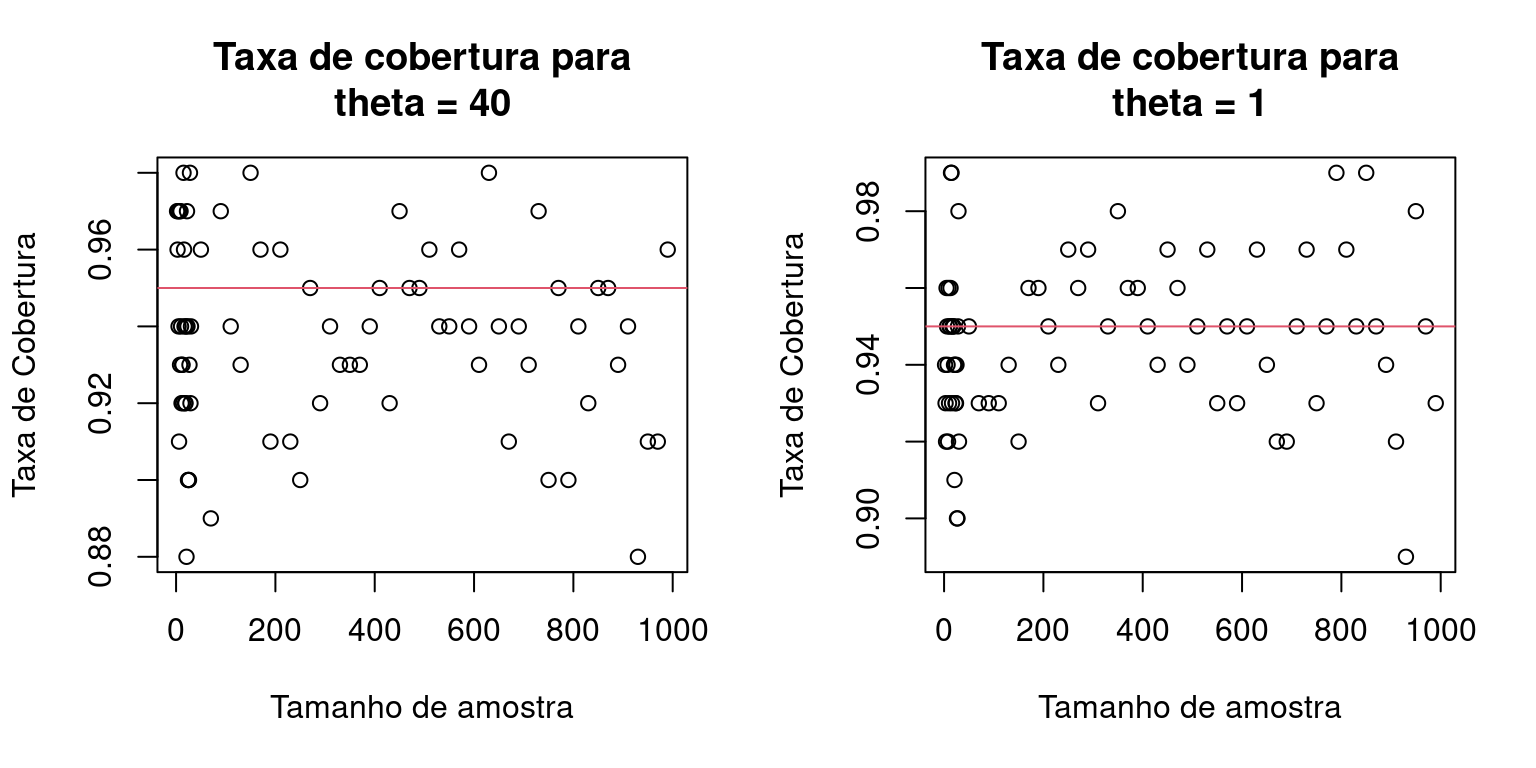 Taxa de cobertura para
theta = 40
Taxa de Cobertura
0.96
0.92
0.88
0 200 400 600 800 1000
Tamanho de amostra
Taxa de cobertura para
theta = 1
Taxa de Cobertura
0.98
0.94
0.90
0 200 400 600 800 1000
Tamanho de amostra